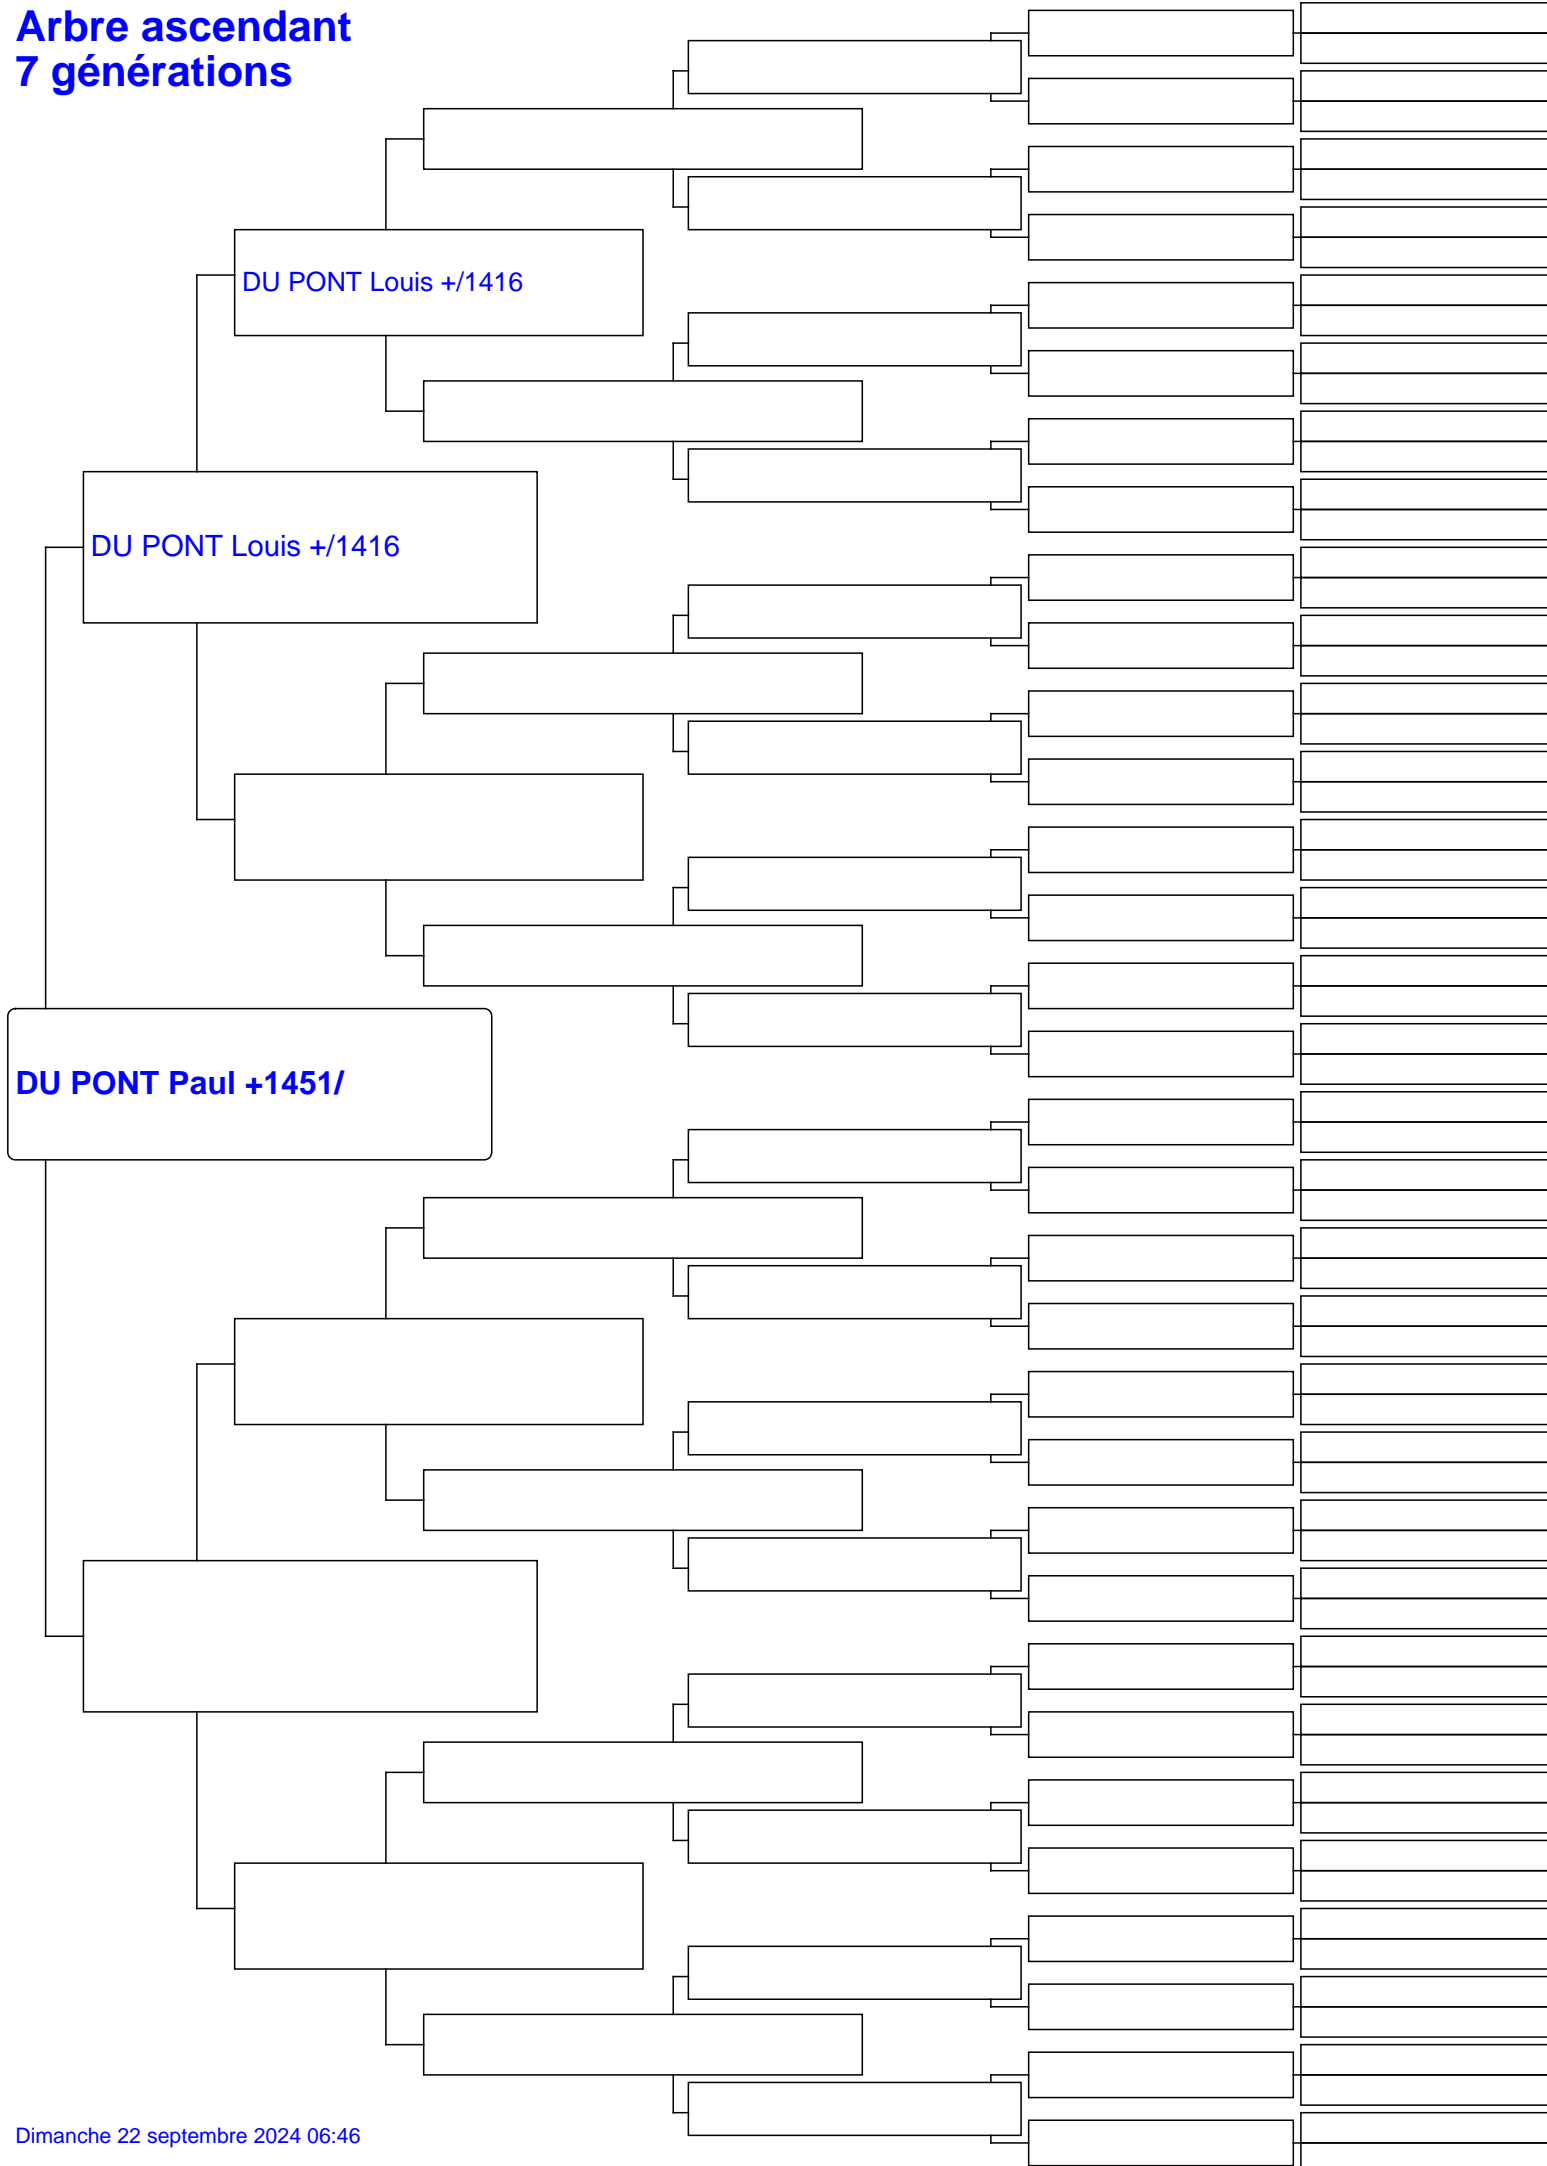 Arbre ascendant
7 générations
DU PONT Louis +/1416
DU PONT Louis +/1416
DU PONT Paul +1451/
Dimanche 22 septembre 2024 06:46